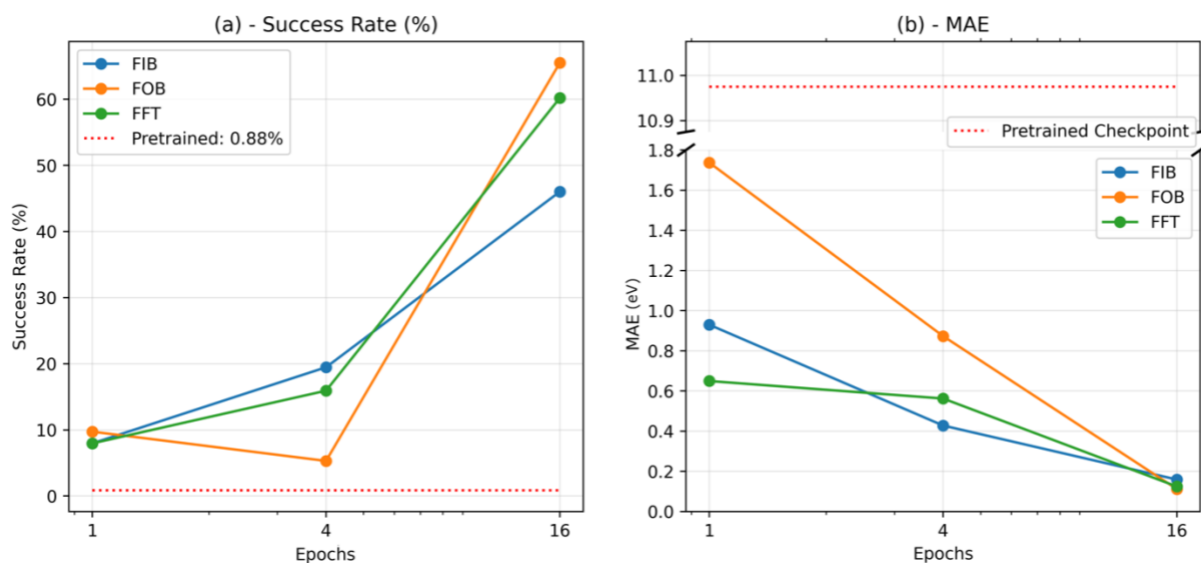 (a) - Success Rate (%)
FIB
FOB
FFT
Pretrained: 0.88%
Success Rate (%)
60
50
40
30
20
10
0
1
4
16
Epochs
(b) - MAE
11.0
10.9
Pretrained Checkpoint
FIB
FOB
FFT
MAE (eV)
1.8
1.6
1.4
1.2
1.0
0.8
0.6
0.4
0.2
0.0
1
4
16
Epochs